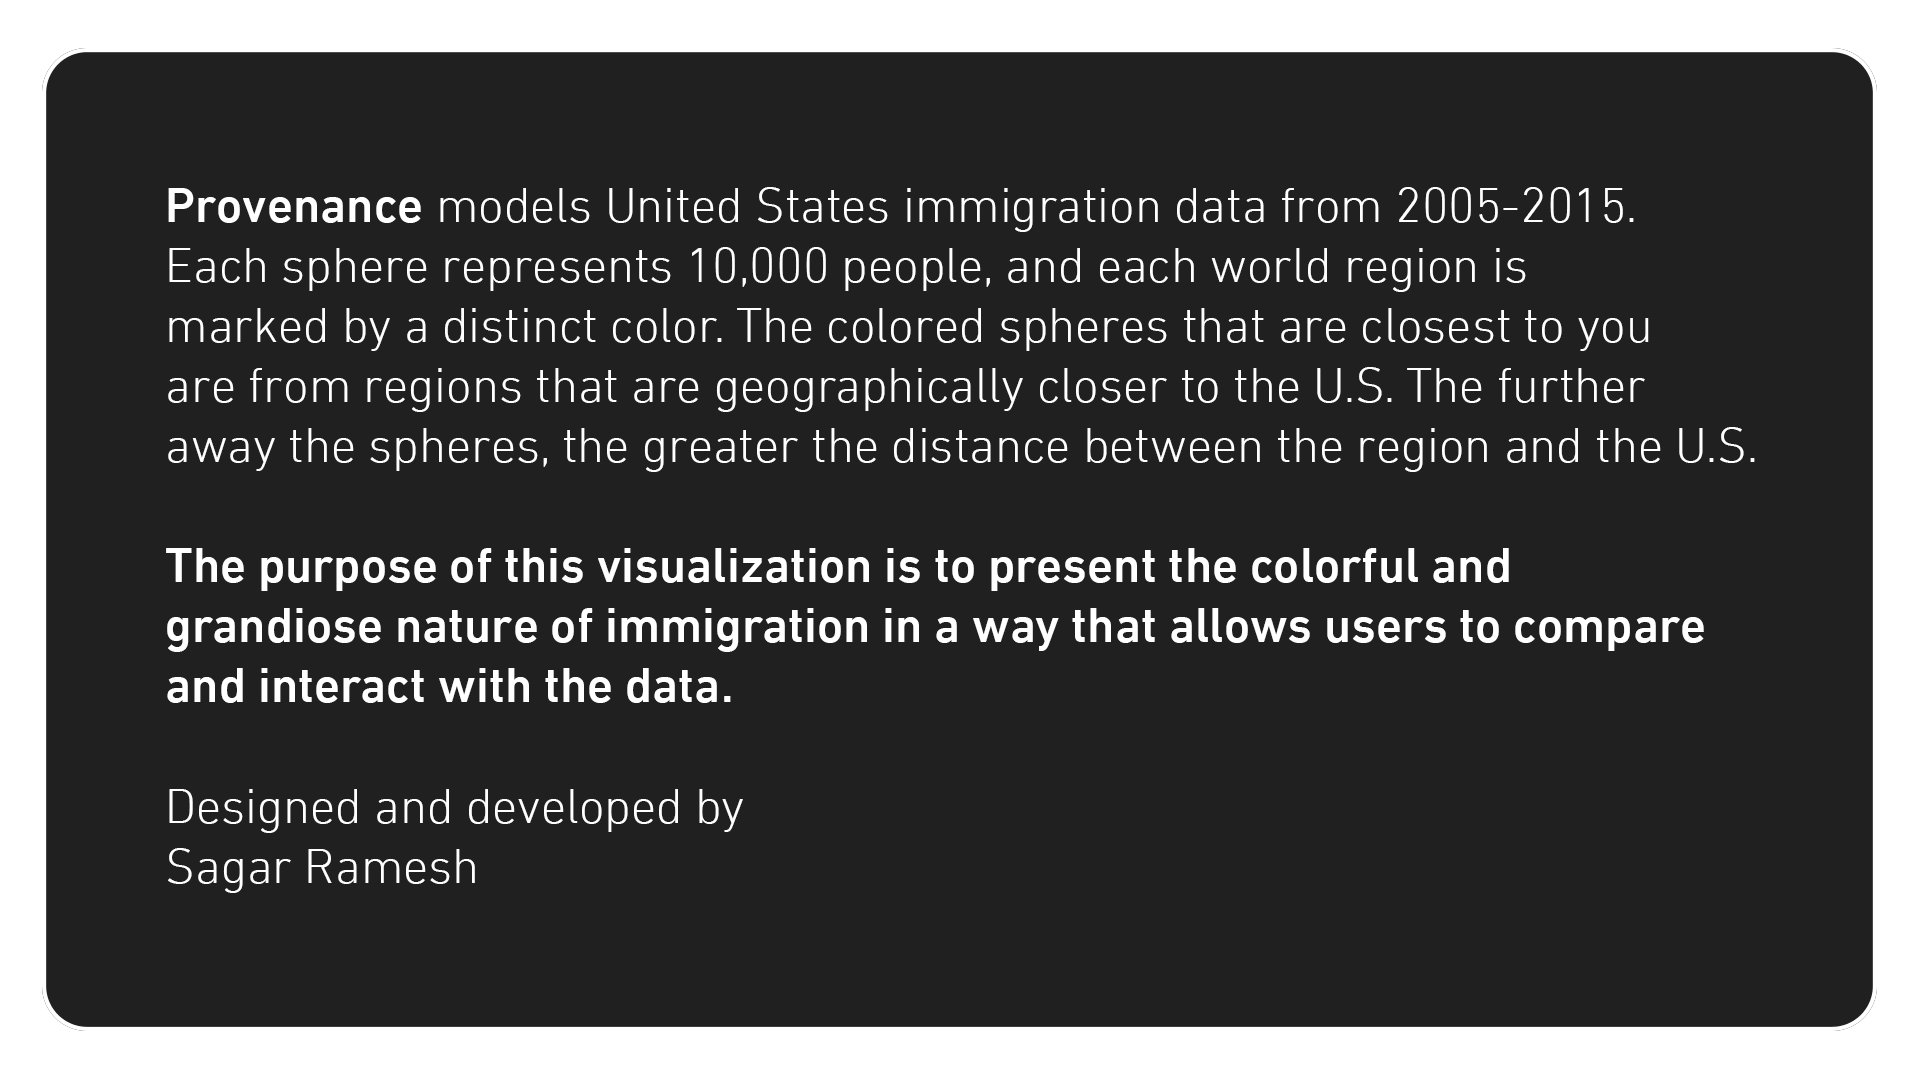 Provenance models United States immigration data from 2005-2015.
Each sphere represents 10,000 people, and each world region is
marked by a distinct color. The colored spheres that are closest to you
are from regions that are geographically closer to the U.S. The further
away the spheres, the greater the distance between the region and the U.S.
The purpose of this visualization is to present the colorful and
grandiose nature of immigration in a way that allows users to compare
and interact with the data.
Designed and developed by
Sagar Ramesh